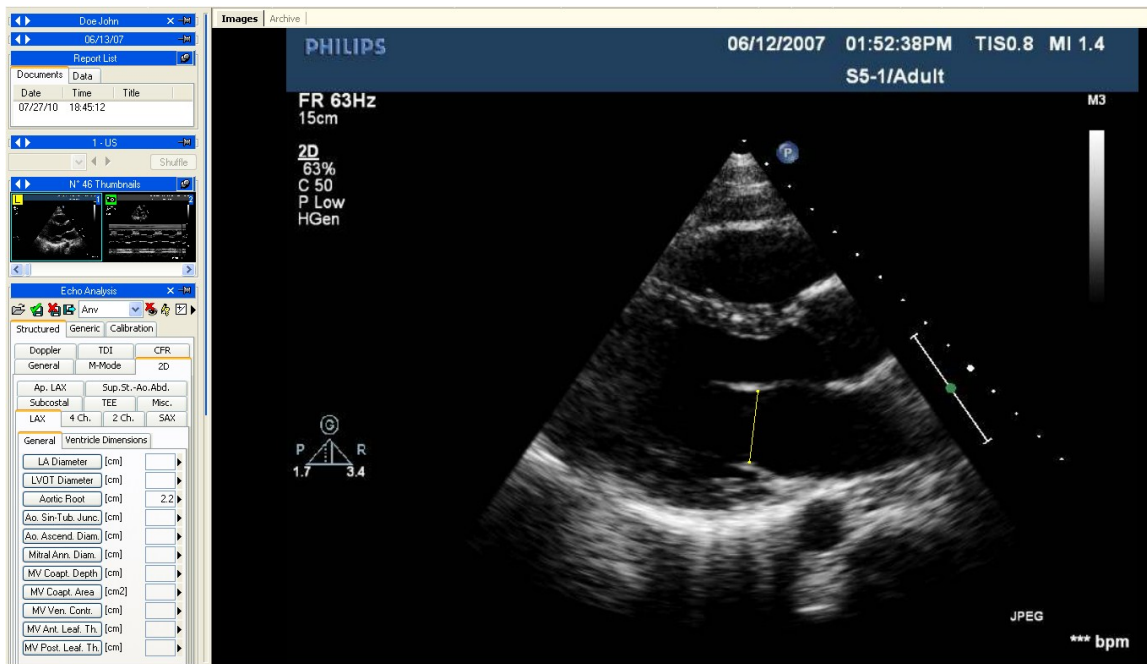 Doe John
06/13/07
Report List
Documents Data
Date Time Title
07/27/10 18:45:12
1 - US
Shuffle
N° 46 Thumbnails
L 1 2
Echo Analysis
Any
Structured Generic Calibration
Doppler TDI CFR
General M-Mode 2D
Ap. LAX Sup.St.-Ao.Abd.
Subcostal TEE Misc.
LAX 4 Ch. 2 Ch. SAX
General Ventricle Dimensions
LA Diameter [cm]
LVOT Diameter [cm]
Aortic Root [cm] 2.2
Ao. Sin-Tub. Junc. [cm]
Ao. Ascend. Diam. [cm]
Mitral Ann. Diam. [cm]
MV Coapt. Depth [cm]
MV Coapt. Area [cm2]
MV Ven. Contr. [cm]
MV Ant. Leaf. Th. [cm]
MV Post. Leaf. Th. [cm]
Images Archive
PHILIPS 06/12/2007 01:52:38PM TIS0.8 MI 1.4
S5-1/Adult
FR 63Hz
15cm
M3
2D
63%
C 50
P Low
HGen
P
G
P R
1.7 3.4
JPEG
*** bpm